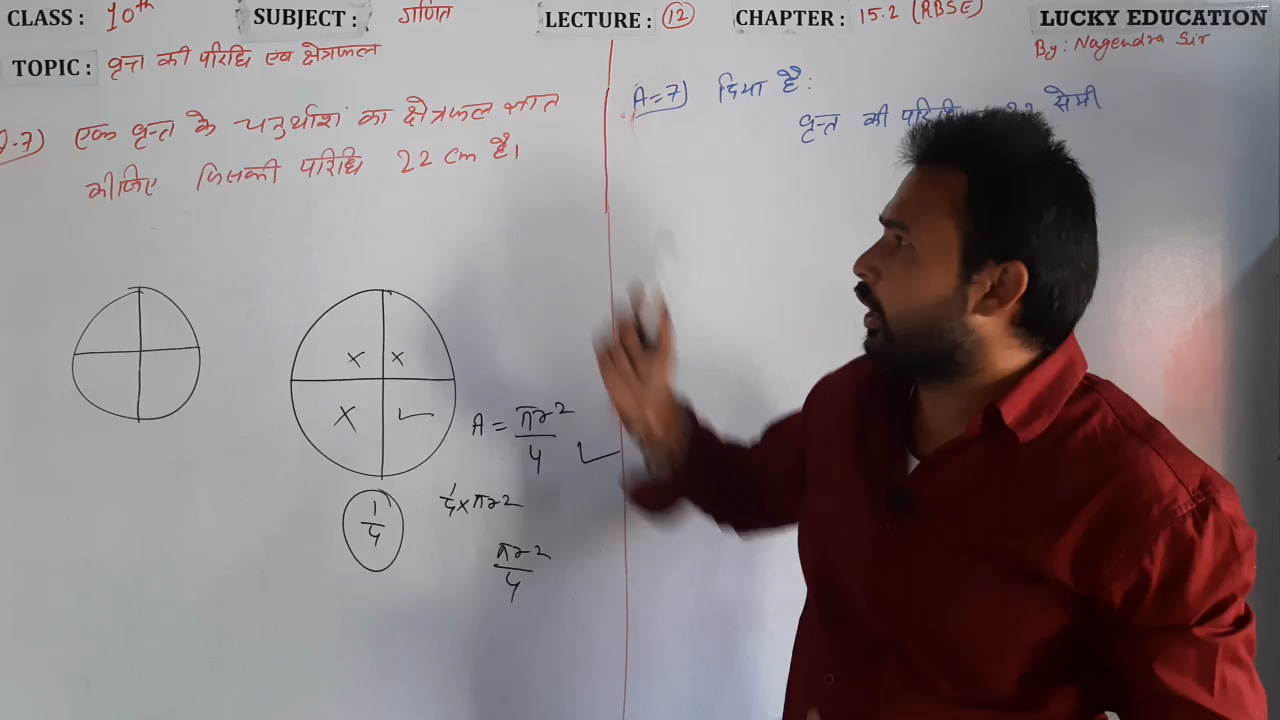 CLASS : 10th SUBJECT : गणित LECTURE : 12 CHAPTER : 15.2 (RBSE) LUCKY EDUCATION
By: Nagendra Sir
TOPIC : वृत्त की परिधि एवं क्षेत्रफल
Q.7) एक वृत्त के चतुर्थांश का क्षेत्रफल ज्ञात
कीजिए जिसकी परिधि 22 cm है।
A=7) दिया है:
वृत्त की परिधि 22 सेमी
× ×
×
A = πr²/4
1/4
1/4 × πr²
πr²/4